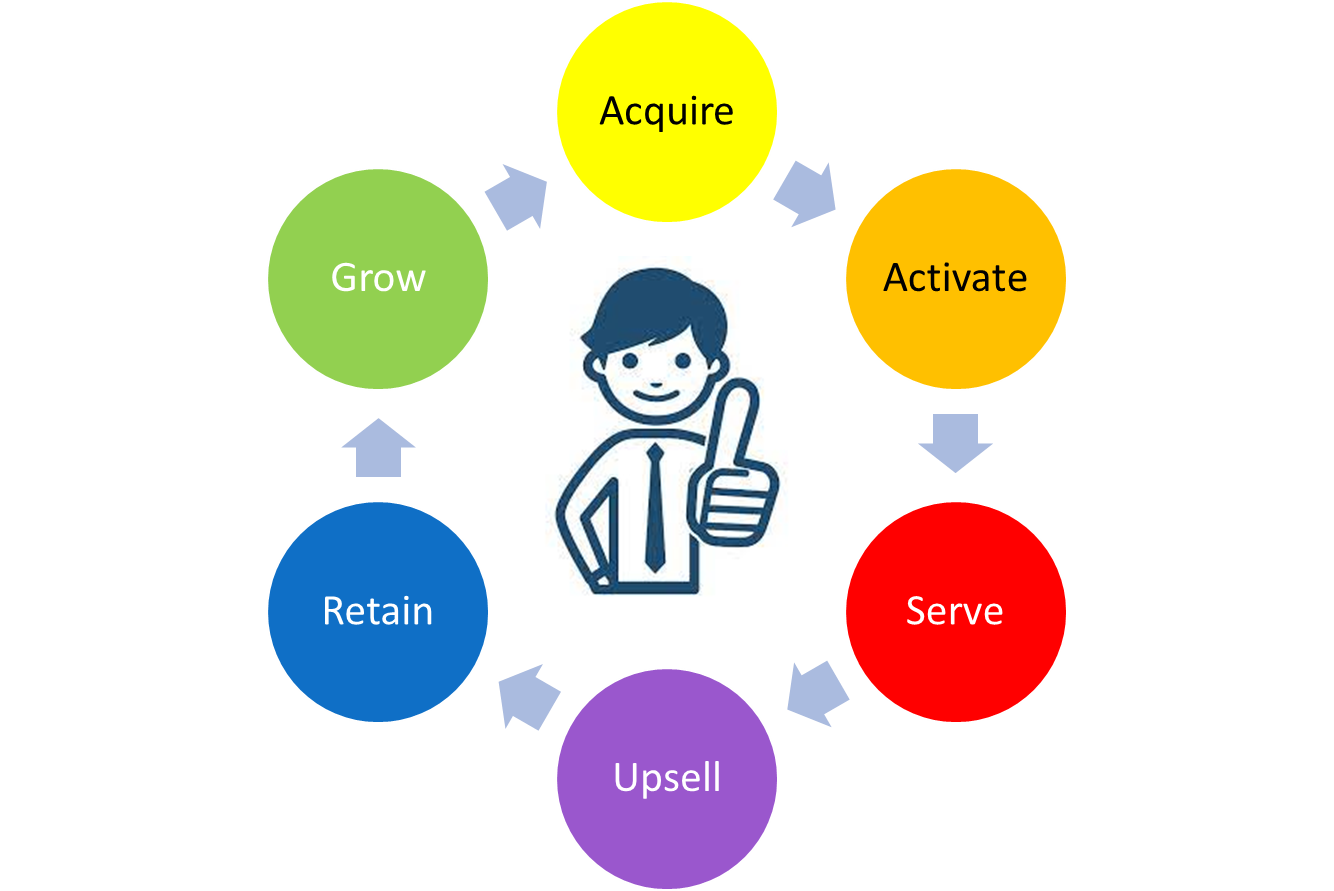 Acquire
Activate
Serve
Upsell
Retain
Grow